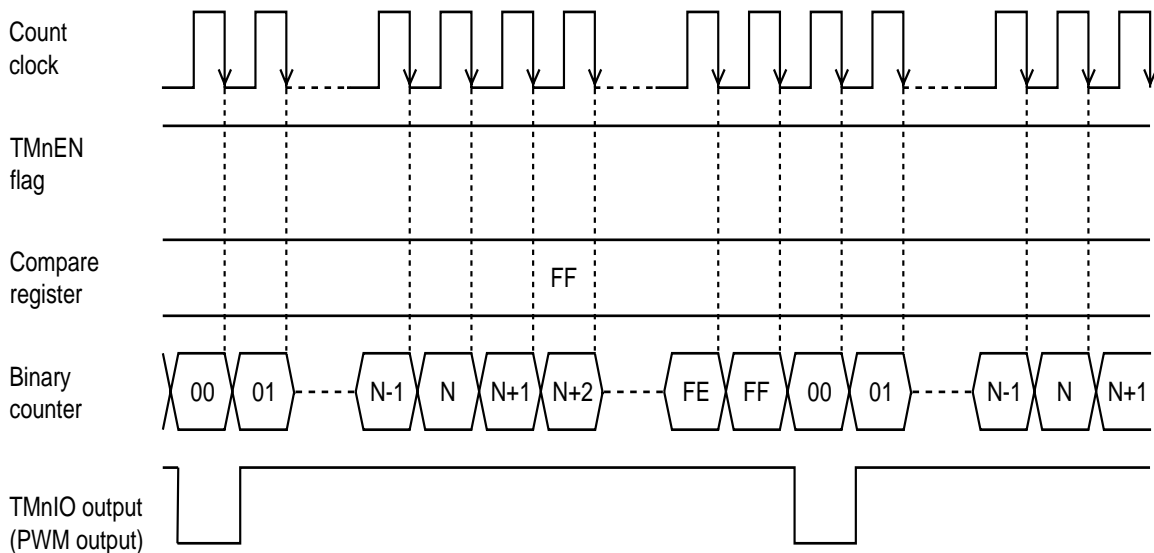 Count
clock
TMnEN
flag
Compare
register
FF
Binary
counter
00 01 N-1 N N+1 N+2 FE FF 00 01 N-1 N N+1
TMnIO output
(PWM output)